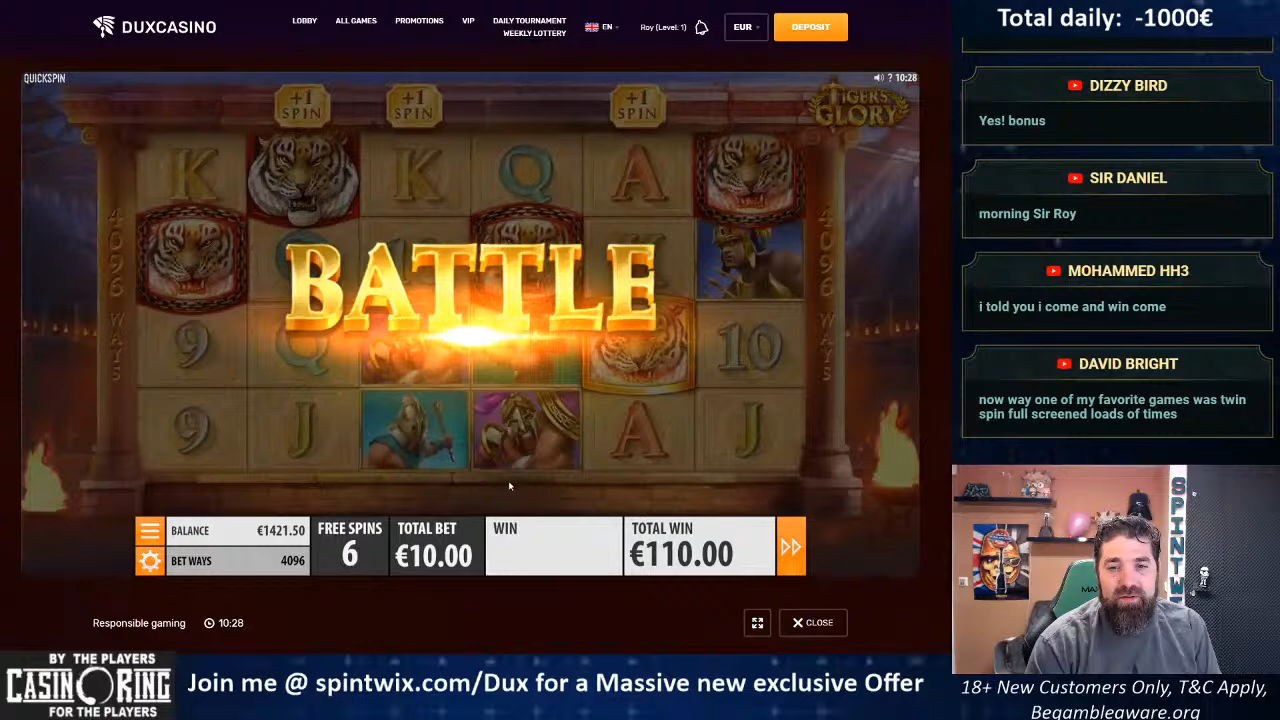 DUXCASINO
LOBBY
ALL GAMES
PROMOTIONS
VIP
DAILY TOURNAMENT
WEEKLY LOTTERY
EN
Roy (Level: 1)
EUR
DEPOSIT
QUICKSPIN
? 10:28
+1
SPIN
+1
SPIN
+1
SPIN
TIGER'S
GLORY
K
K
Q
A
4096 WAYS
4096 WAYS
BATTLE
9
Q
10
9
J
A
J
BALANCE €1421.50
BET WAYS 4096
FREE SPINS
6
TOTAL BET
€10.00
WIN
TOTAL WIN
€110.00
Responsible gaming
10:28
CLOSE
BY THE PLAYERS
CASINO RING
FOR THE PLAYERS
Join me @ spintwix.com/Dux for a Massive new exclusive Offer
Total daily: -1000€
DIZZY BIRD
Yes! bonus
SIR DANIEL
morning Sir Roy
MOHAMMED HH3
i told you i come and win come
DAVID BRIGHT
now way one of my favorite games was twin
spin full screened loads of times
SPINTW
18+ New Customers Only, T&C Apply,
Begambleaware.org